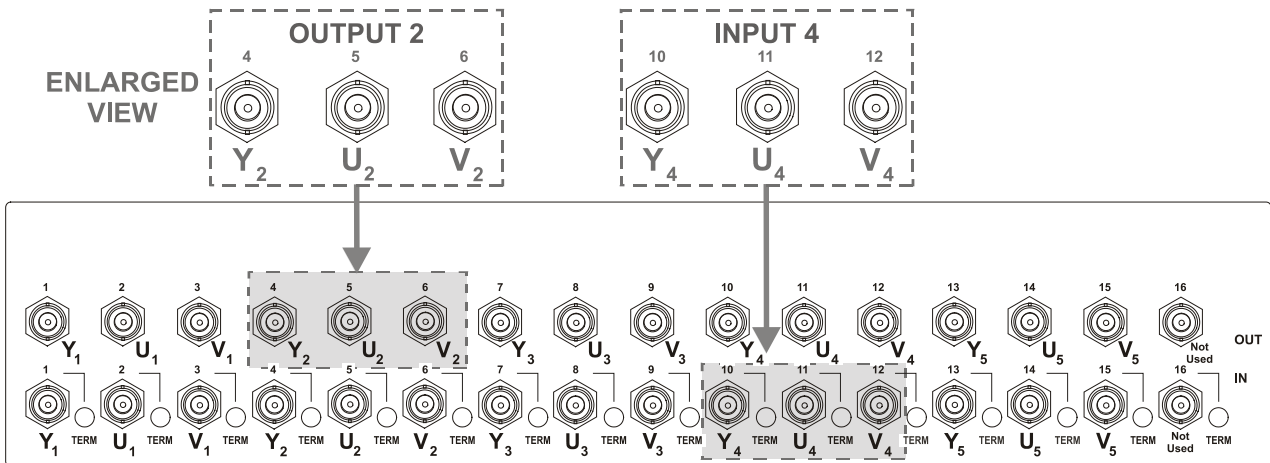 OUTPUT 2
4 5 6
Y2 U2 V2
INPUT 4
10 11 12
Y4 U4 V4
ENLARGED
VIEW
1 2 3 4 5 6 7 8 9 10 11 12 13 14 15 16
Y1 U1 V1 Y2 U2 V2 Y3 U3 V3 Y4 U4 V4 Y5 U5 V5 Not
Used
OUT
IN
1 2 3 4 5 6 7 8 9 10 11 12 13 14 15 16
Y1 TERM U1 TERM V1 TERM Y2 TERM U2 TERM V2 TERM Y3 TERM U3 TERM V3 TERM Y4 TERM U4 TERM V4 TERM Y5 TERM U5 TERM V5 TERM Not
Used TERM